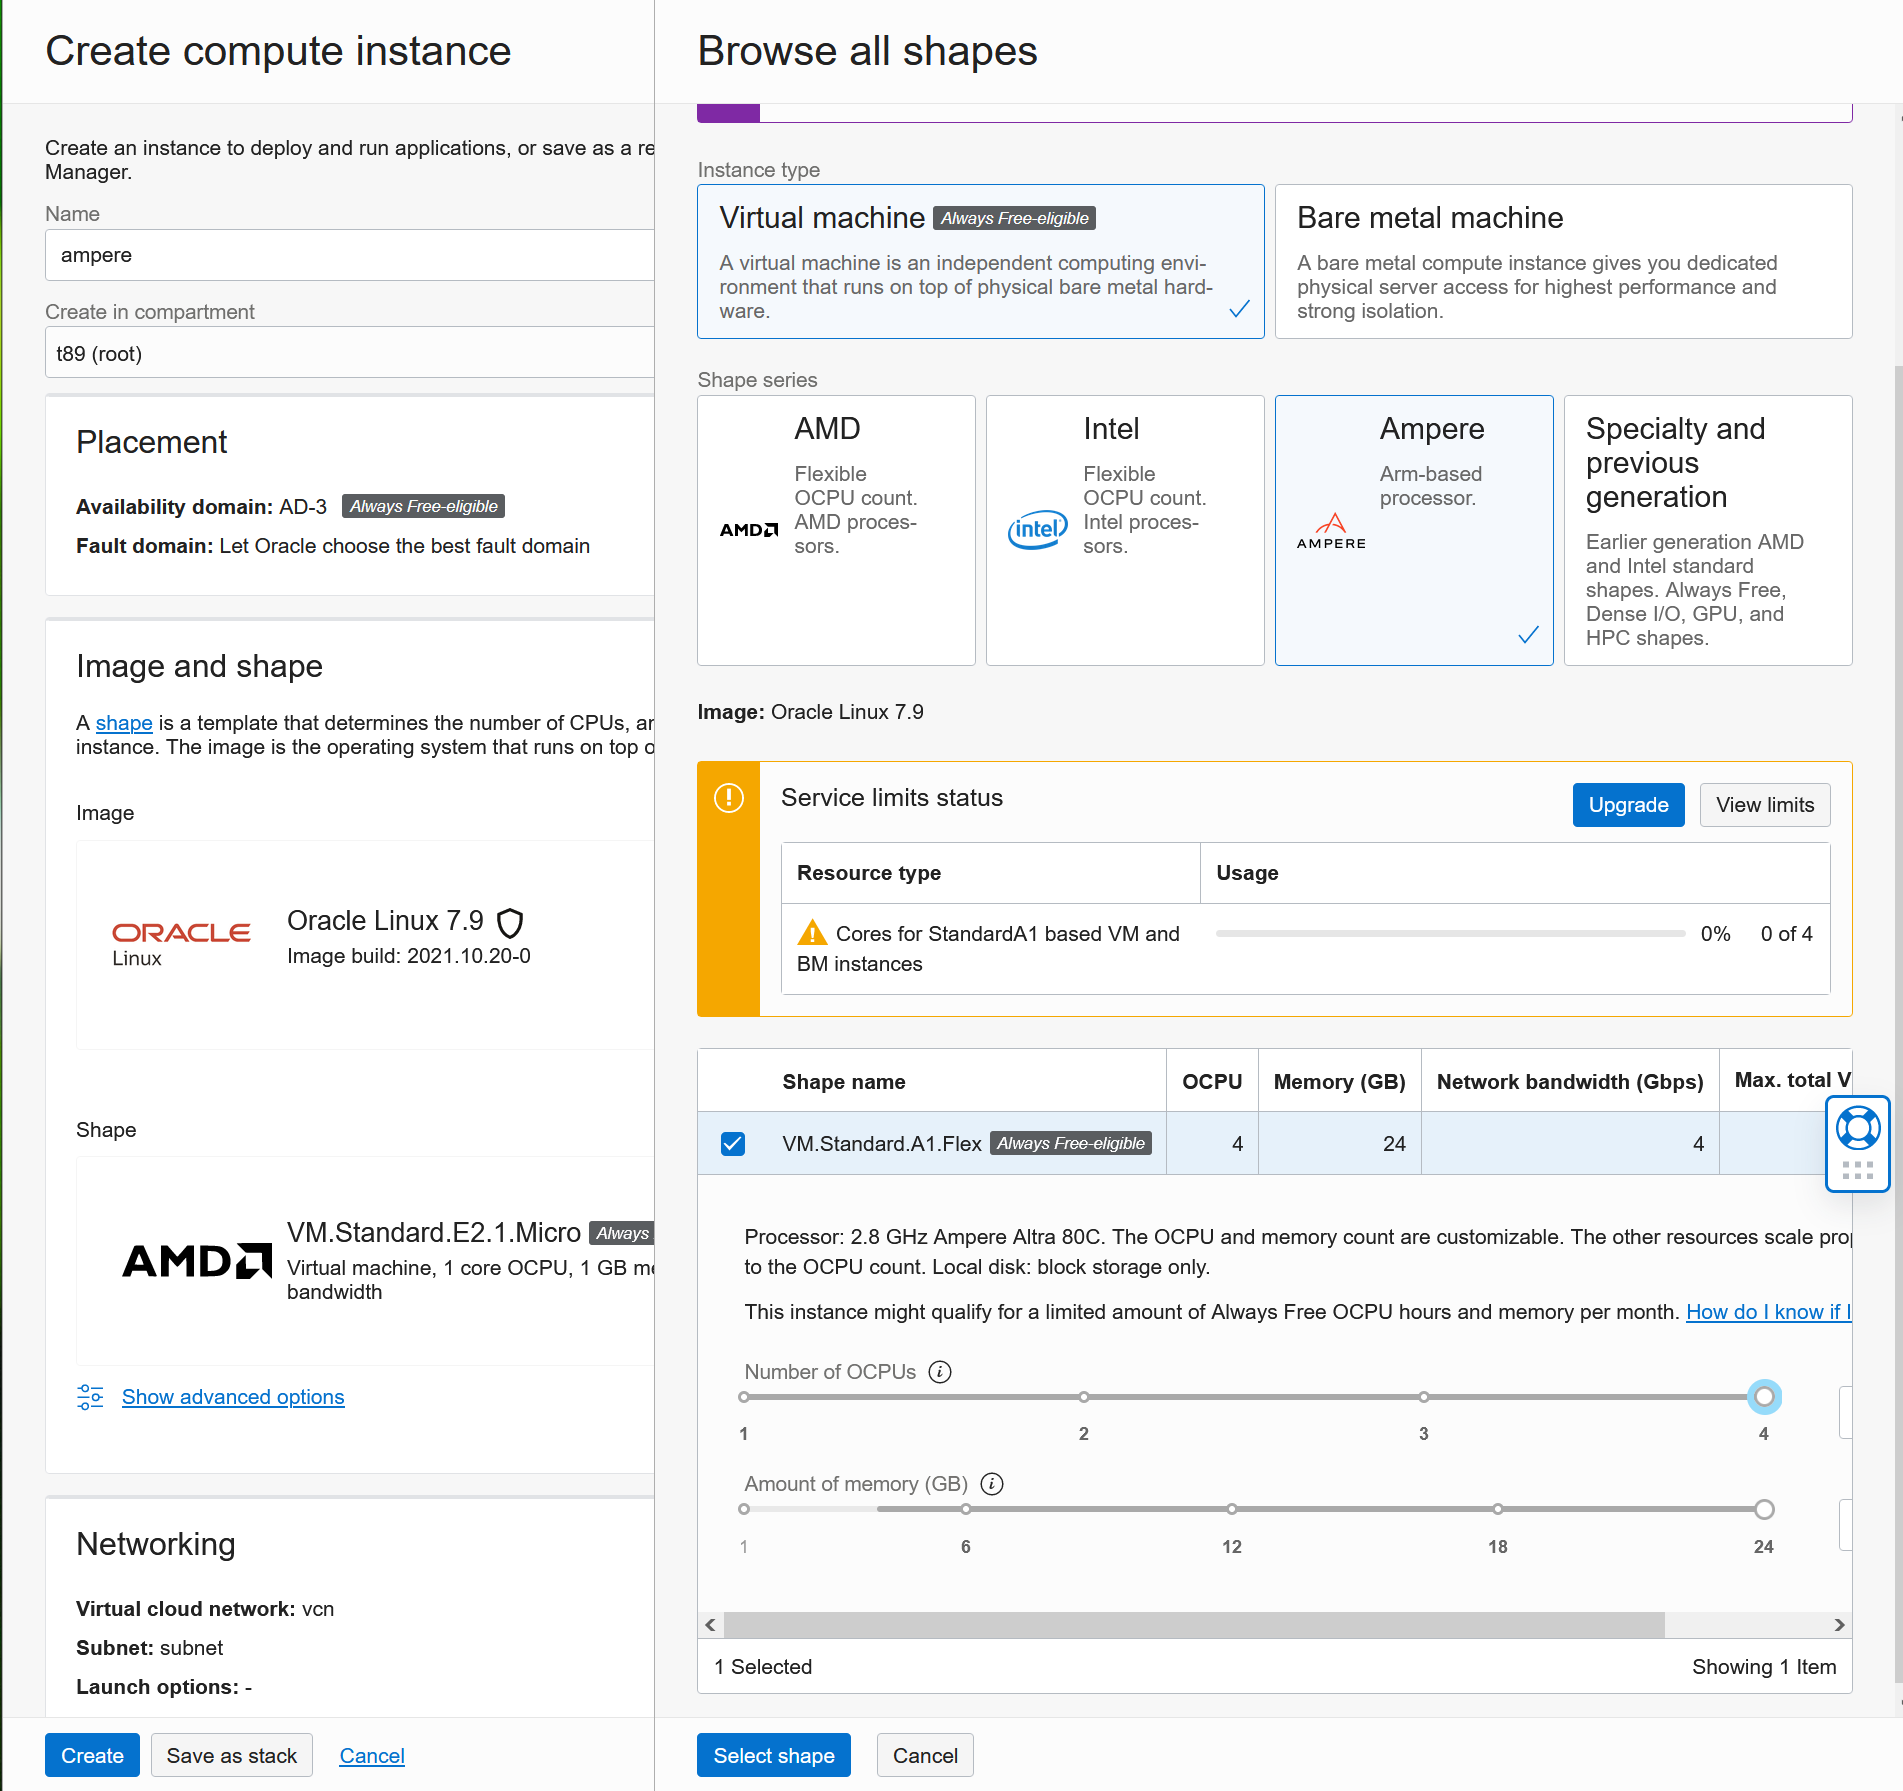 Create compute instance
Create an instance to deploy and run applications, or save as a re
Manager.
Name
ampere
Create in compartment
t89 (root)
Placement
Availability domain: AD-3 Always Free-eligible
Fault domain: Let Oracle choose the best fault domain
Image and shape
A shape is a template that determines the number of CPUs, ar
instance. The image is the operating system that runs on top o
Image
ORACLE
Linux
Oracle Linux 7.9
Image build: 2021.10.20-0
Shape
AMD
VM.Standard.E2.1.Micro Always
Virtual machine, 1 core OCPU, 1 GB me
bandwidth
Show advanced options
Networking
Virtual cloud network: vcn
Subnet: subnet
Launch options: -
Create Save as stack Cancel
Browse all shapes
Instance type
Virtual machine Always Free-eligible
A virtual machine is an independent computing envi-
ronment that runs on top of physical bare metal hard-
ware.
Bare metal machine
A bare metal compute instance gives you dedicated
physical server access for highest performance and
strong isolation.
Shape series
AMD
AMD
Flexible
OCPU count.
AMD proces-
sors.
intel
Intel
Flexible
OCPU count.
Intel proces-
sors.
AMPERE
Ampere
Arm-based
processor.
Specialty and
previous
generation
Earlier generation AMD
and Intel standard
shapes. Always Free,
Dense I/O, GPU, and
HPC shapes.
Image: Oracle Linux 7.9
Service limits status
Upgrade View limits
Resource type Usage
Cores for StandardA1 based VM and
BM instances
0% 0 of 4
Shape name OCPU Memory (GB) Network bandwidth (Gbps) Max. total V
VM.Standard.A1.Flex Always Free-eligible 4 24 4
Processor: 2.8 GHz Ampere Altra 80C. The OCPU and memory count are customizable. The other resources scale prop
to the OCPU count. Local disk: block storage only.
This instance might qualify for a limited amount of Always Free OCPU hours and memory per month. How do I know if I
Number of OCPUs
1 2 3 4
Amount of memory (GB)
1 6 12 18 24
1 Selected Showing 1 Item
Select shape Cancel